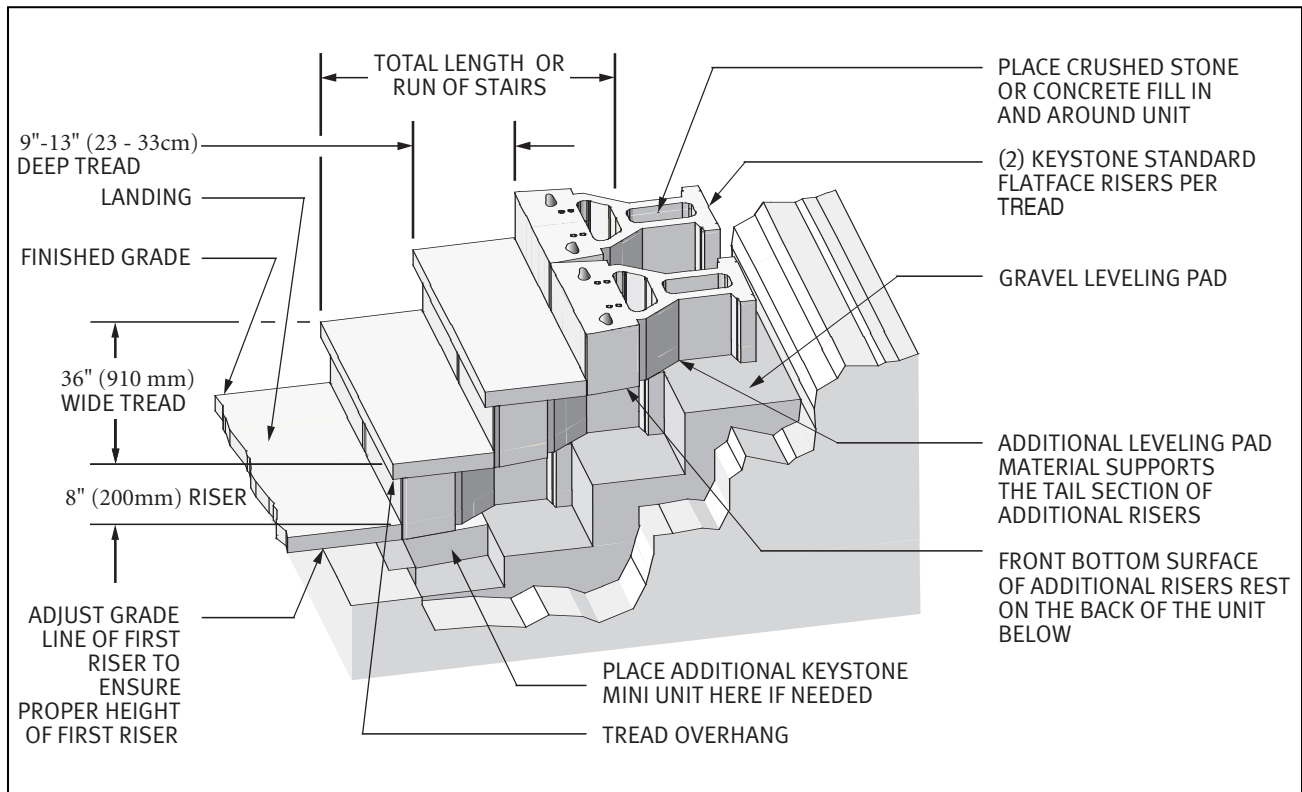 TOTAL LENGTH OR
RUN OF STAIRS
9"-13" (23 - 33cm)
DEEP TREAD
LANDING
FINISHED GRADE
36" (910 mm)
WIDE TREAD
8" (200mm) RISER
ADJUST GRADE
LINE OF FIRST
RISER TO
ENSURE
PROPER HEIGHT
OF FIRST RISER
PLACE CRUSHED STONE
OR CONCRETE FILL IN
AND AROUND UNIT
(2) KEYSTONE STANDARD
FLATFACE RISERS PER
TREAD
GRAVEL LEVELING PAD
ADDITIONAL LEVELING PAD
MATERIAL SUPPORTS
THE TAIL SECTION OF
ADDITIONAL RISERS
FRONT BOTTOM SURFACE
OF ADDITIONAL RISERS REST
ON THE BACK OF THE UNIT
BELOW
PLACE ADDITIONAL KEYSTONE
MINI UNIT HERE IF NEEDED
TREAD OVERHANG